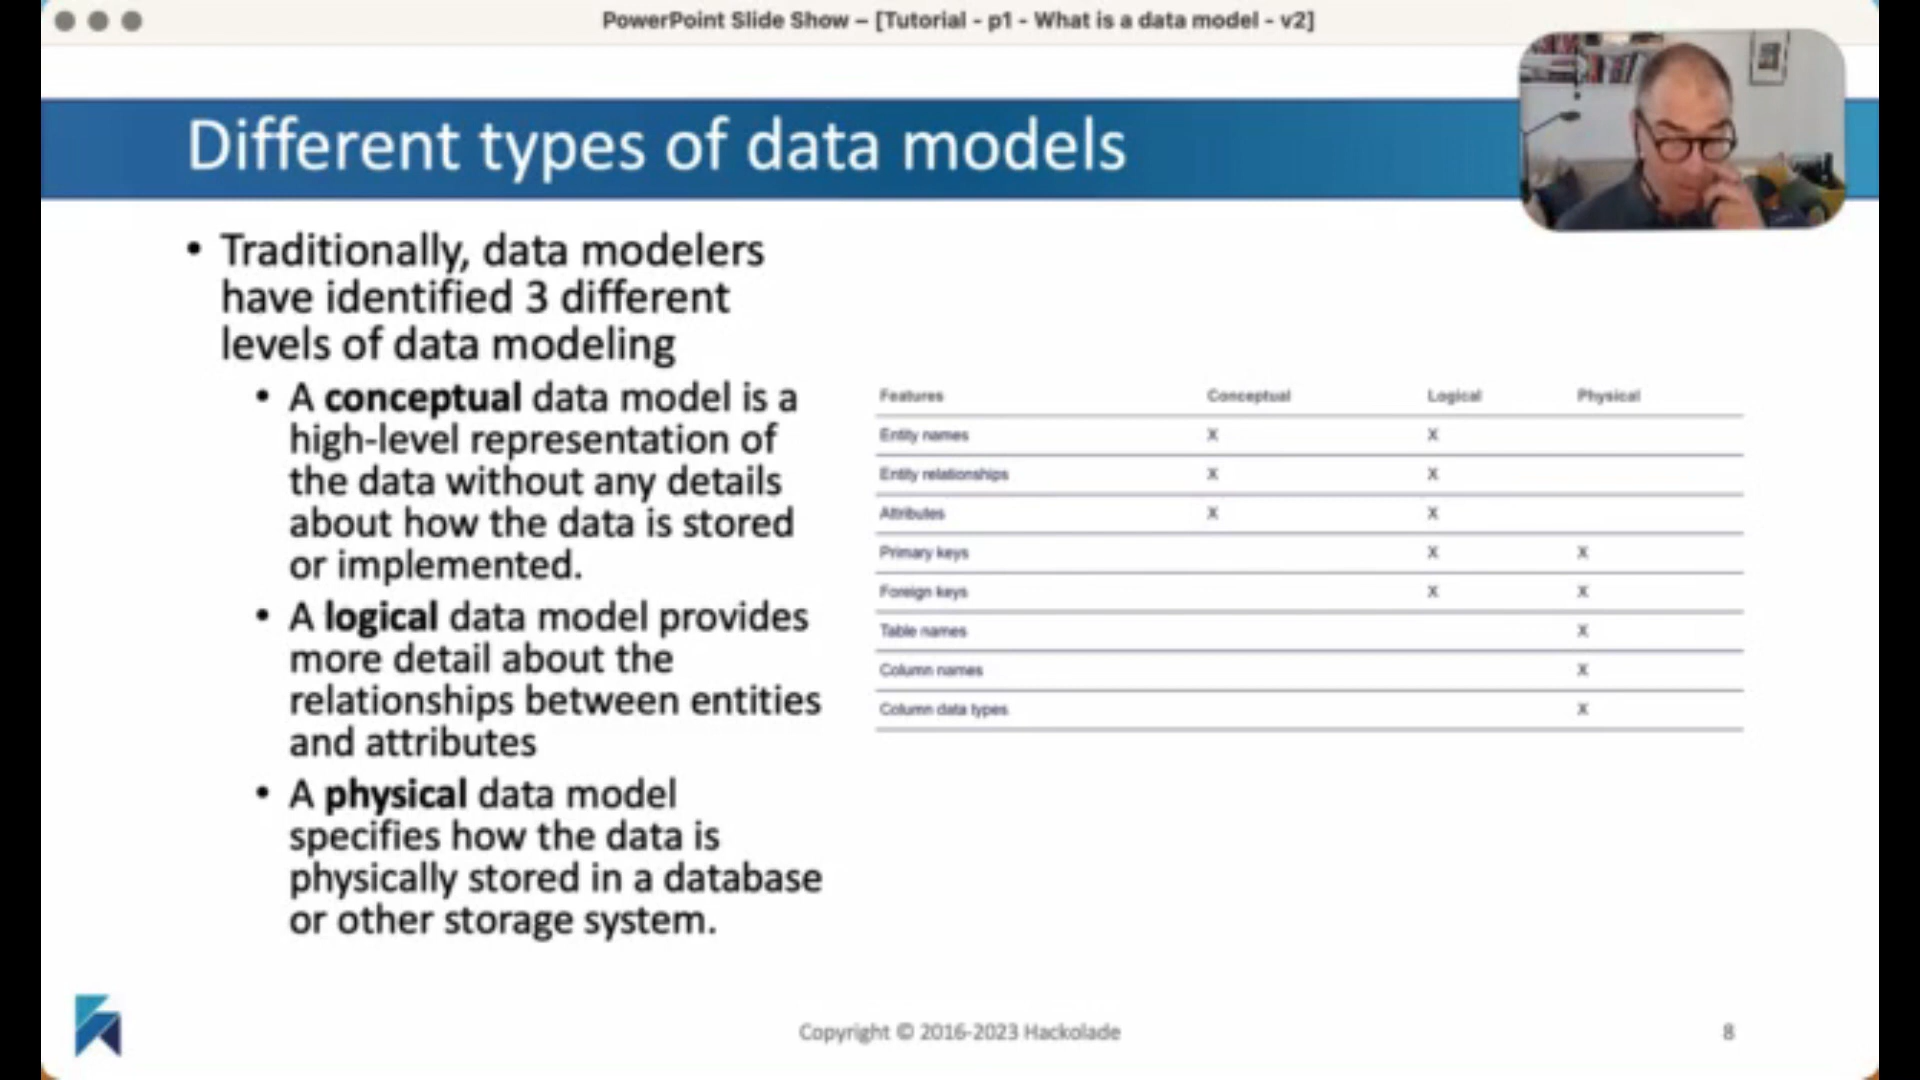 PowerPoint Slide Show – [Tutorial - p1 - What is a data model - v2]
Different types of data models
• Traditionally, data modelers
have identified 3 different
levels of data modeling
• A conceptual data model is a
high-level representation of
the data without any details
about how the data is stored
or implemented.
• A logical data model provides
more detail about the
relationships between entities
and attributes
• A physical data model
specifies how the data is
physically stored in a database
or other storage system.
Features Conceptual Logical Physical
Entity names X X
Entity relationships X X
Attributes X X
Primary keys X X
Foreign keys X X
Table names X
Column names X
Column data types X
Copyright © 2016-2023 Hackolade
8